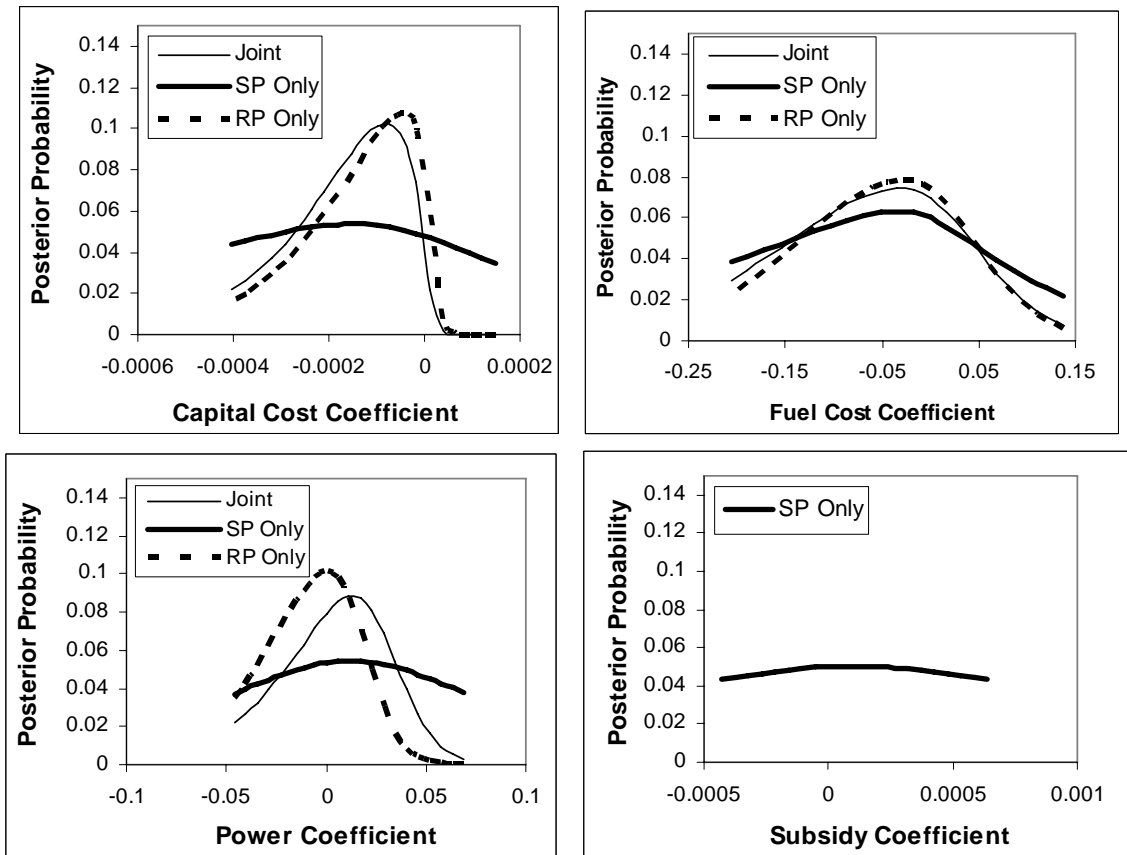 Posterior Probability
0.14
0.12
0.1
0.08
0.06
0.04
0.02
0
Joint
SP Only
RP Only
-0.0006
-0.0004
-0.0002
0
0.0002
Capital Cost Coefficient
Posterior Probability
0.14
0.12
0.1
0.08
0.06
0.04
0.02
0
Joint
SP Only
RP Only
-0.25
-0.15
-0.05
0.05
0.15
Fuel Cost Coefficient
Posterior Probability
0.14
0.12
0.1
0.08
0.06
0.04
0.02
0
Joint
SP Only
RP Only
-0.1
-0.05
0
0.05
0.1
Power Coefficient
Posterior Probability
0.14
0.12
0.1
0.08
0.06
0.04
0.02
0
SP Only
-0.0005
0
0.0005
0.001
Subsidy Coefficient